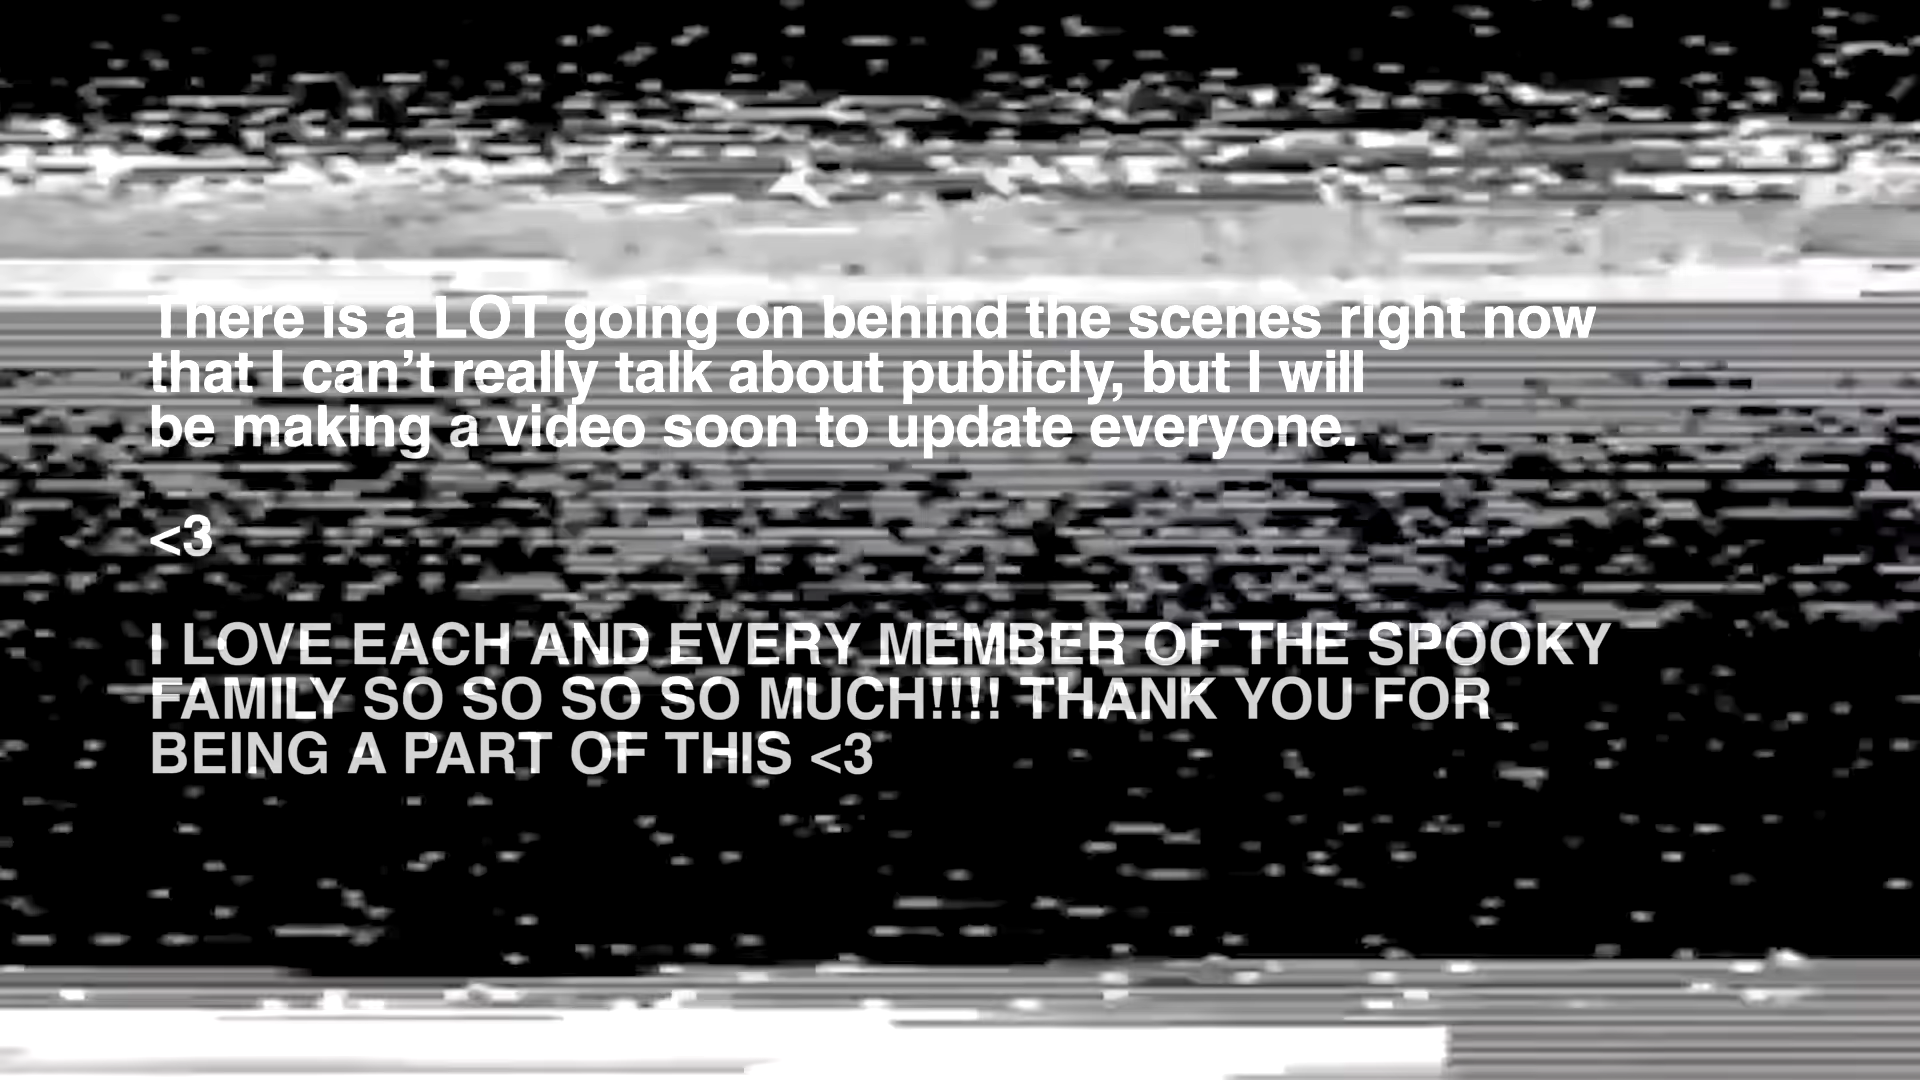 There is a LOT going on behind the scenes right now
that I can’t really talk about publicly, but I will
be making a video soon to update everyone.
<3
I LOVE EACH AND EVERY MEMBER OF THE SPOOKY
FAMILY SO SO SO SO MUCH!!!! THANK YOU FOR
BEING A PART OF THIS <3